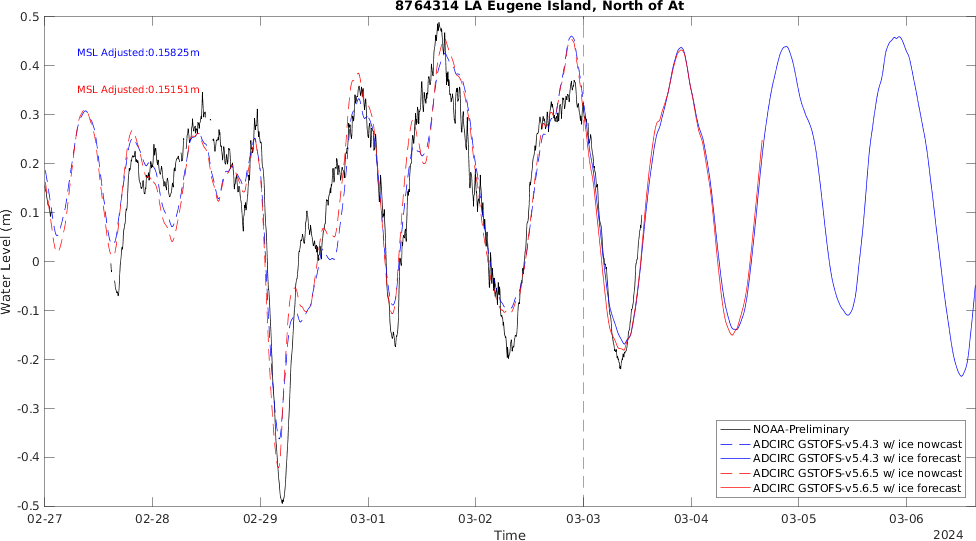 8764314 LA Eugene Island, North of At
MSL Adjusted:0.15825m
MSL Adjusted:0.15151m
Water Level (m)
0.5
0.4
0.3
0.2
0.1
0
-0.1
-0.2
-0.3
-0.4
-0.5
NOAA-Preliminary
ADCIRC GSTOFS-v5.4.3 w/ ice nowcast
ADCIRC GSTOFS-v5.4.3 w/ ice forecast
ADCIRC GSTOFS-v5.6.5 w/ ice nowcast
ADCIRC GSTOFS-v5.6.5 w/ ice forecast
02-27 02-28 02-29 03-01 03-02 03-03 03-04 03-05 03-06
Time
2024